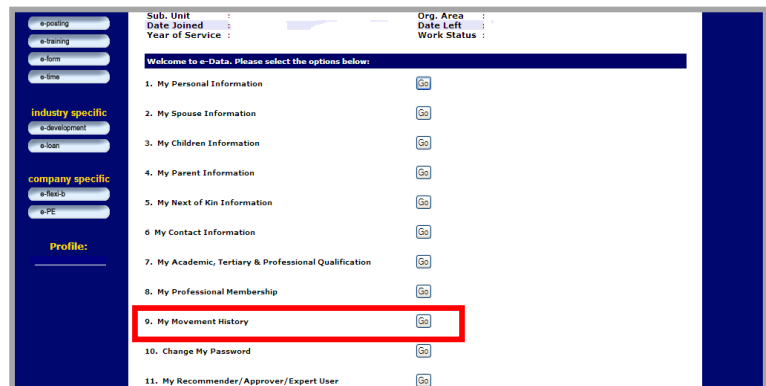 e-posting
e-training
e-form
e-time
industry specific
e-development
e-loan
company specific
e-flexi-b
e-PE
Profile:
Sub. Unit : Org. Area :
Date Joined : Date Left :
Year of Service : Work Status :
Welcome to e-Data. Please select the options below:
1. My Personal Information Go
2. My Spouse Information Go
3. My Children Information Go
4. My Parent Information Go
5. My Next of Kin Information Go
6 My Contact Information Go
7. My Academic, Tertiary & Professional Qualification Go
8. My Professional Membership Go
9. My Movement History Go
10. Change My Password Go
11. My Recommender/Approver/Expert User Go